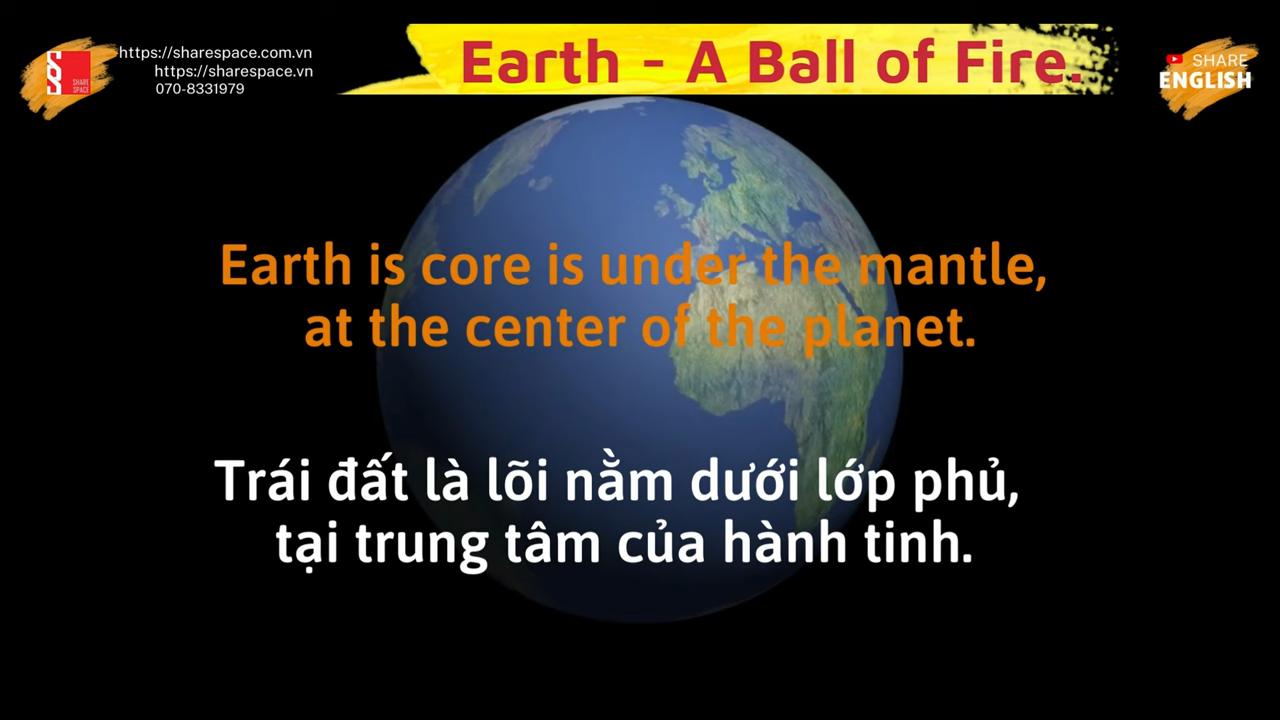 https://sharespace.com.vn
https://sharespace.vn
070-8331979
SHARE
SPACE
Earth - A Ball of Fire.
SHARE
ENGLISH
Earth is core is under the mantle,
at the center of the planet.
Trái đất là lõi nằm dưới lớp phủ,
tại trung tâm của hành tinh.